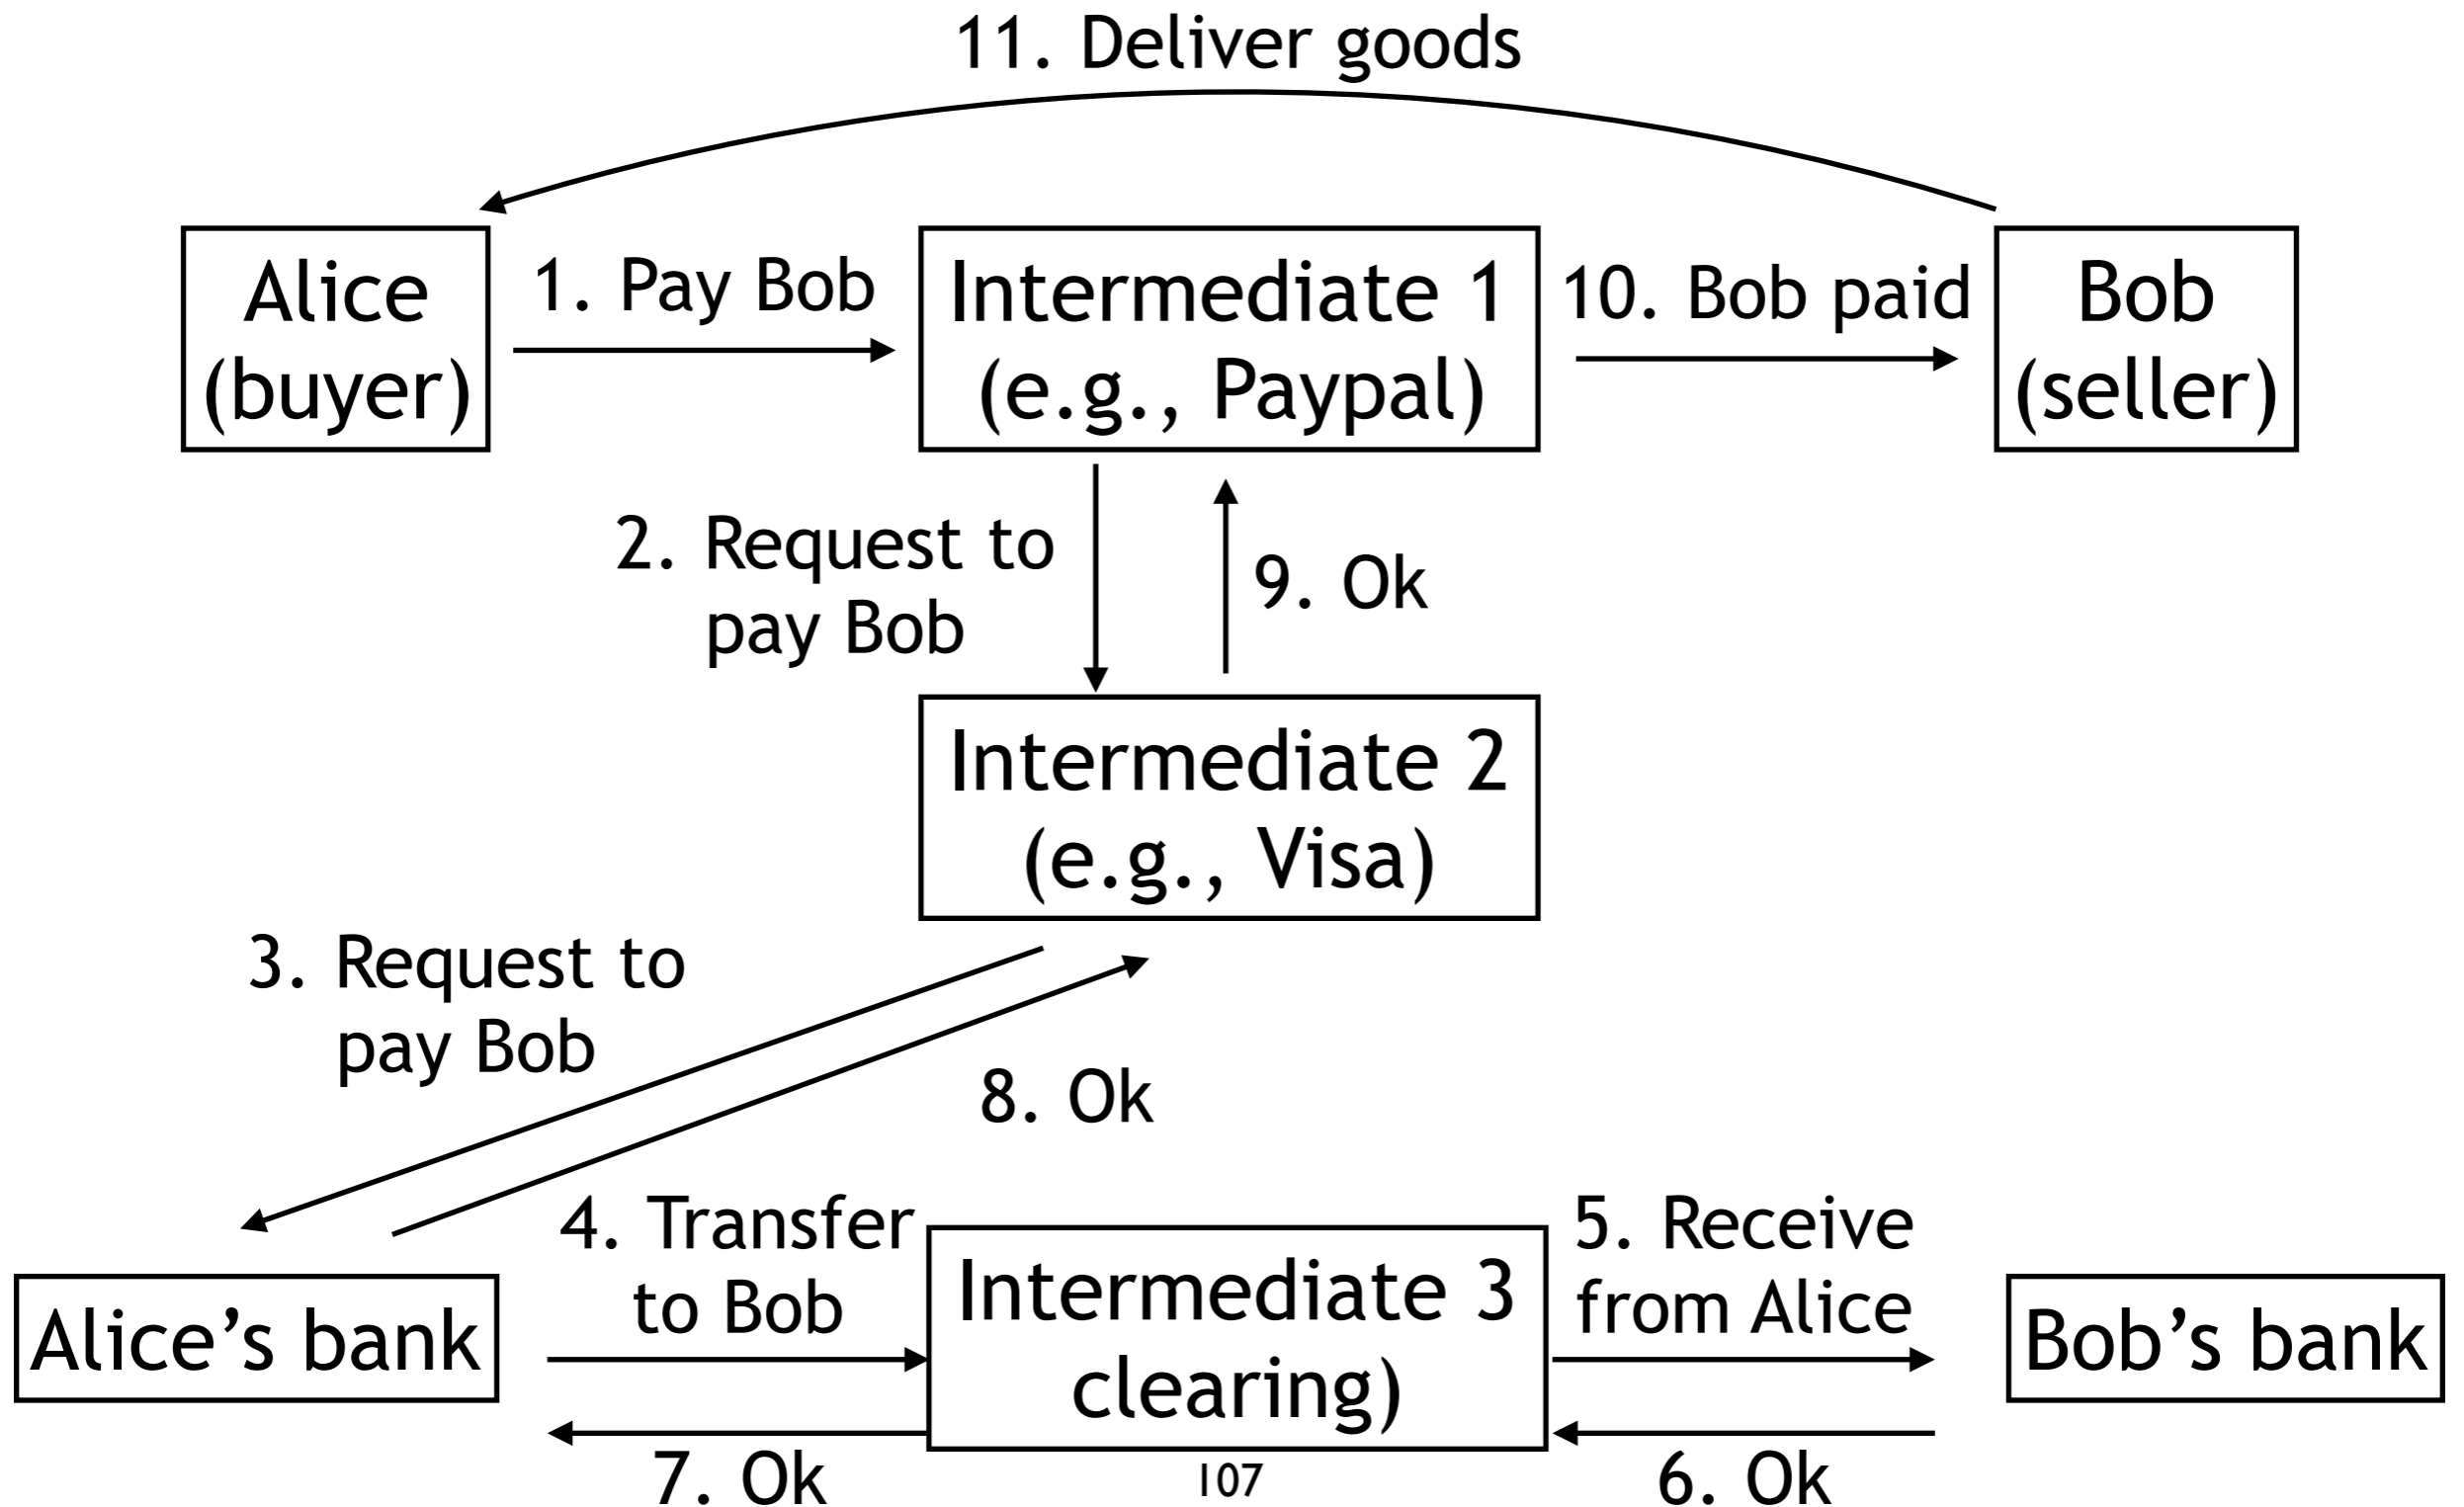 11. Deliver goods
Alice
(buyer)
1. Pay Bob
Intermediate 1
(e.g., Paypal)
10. Bob paid
Bob
(seller)
2. Request to
pay Bob
9. Ok
Intermediate 2
(e.g., Visa)
3. Request to
pay Bob
8. Ok
Alice’s bank
4. Transfer
to Bob
Intermediate 3
clearing)
5. Receive
from Alice
Bob’s bank
7. Ok
107
6. Ok